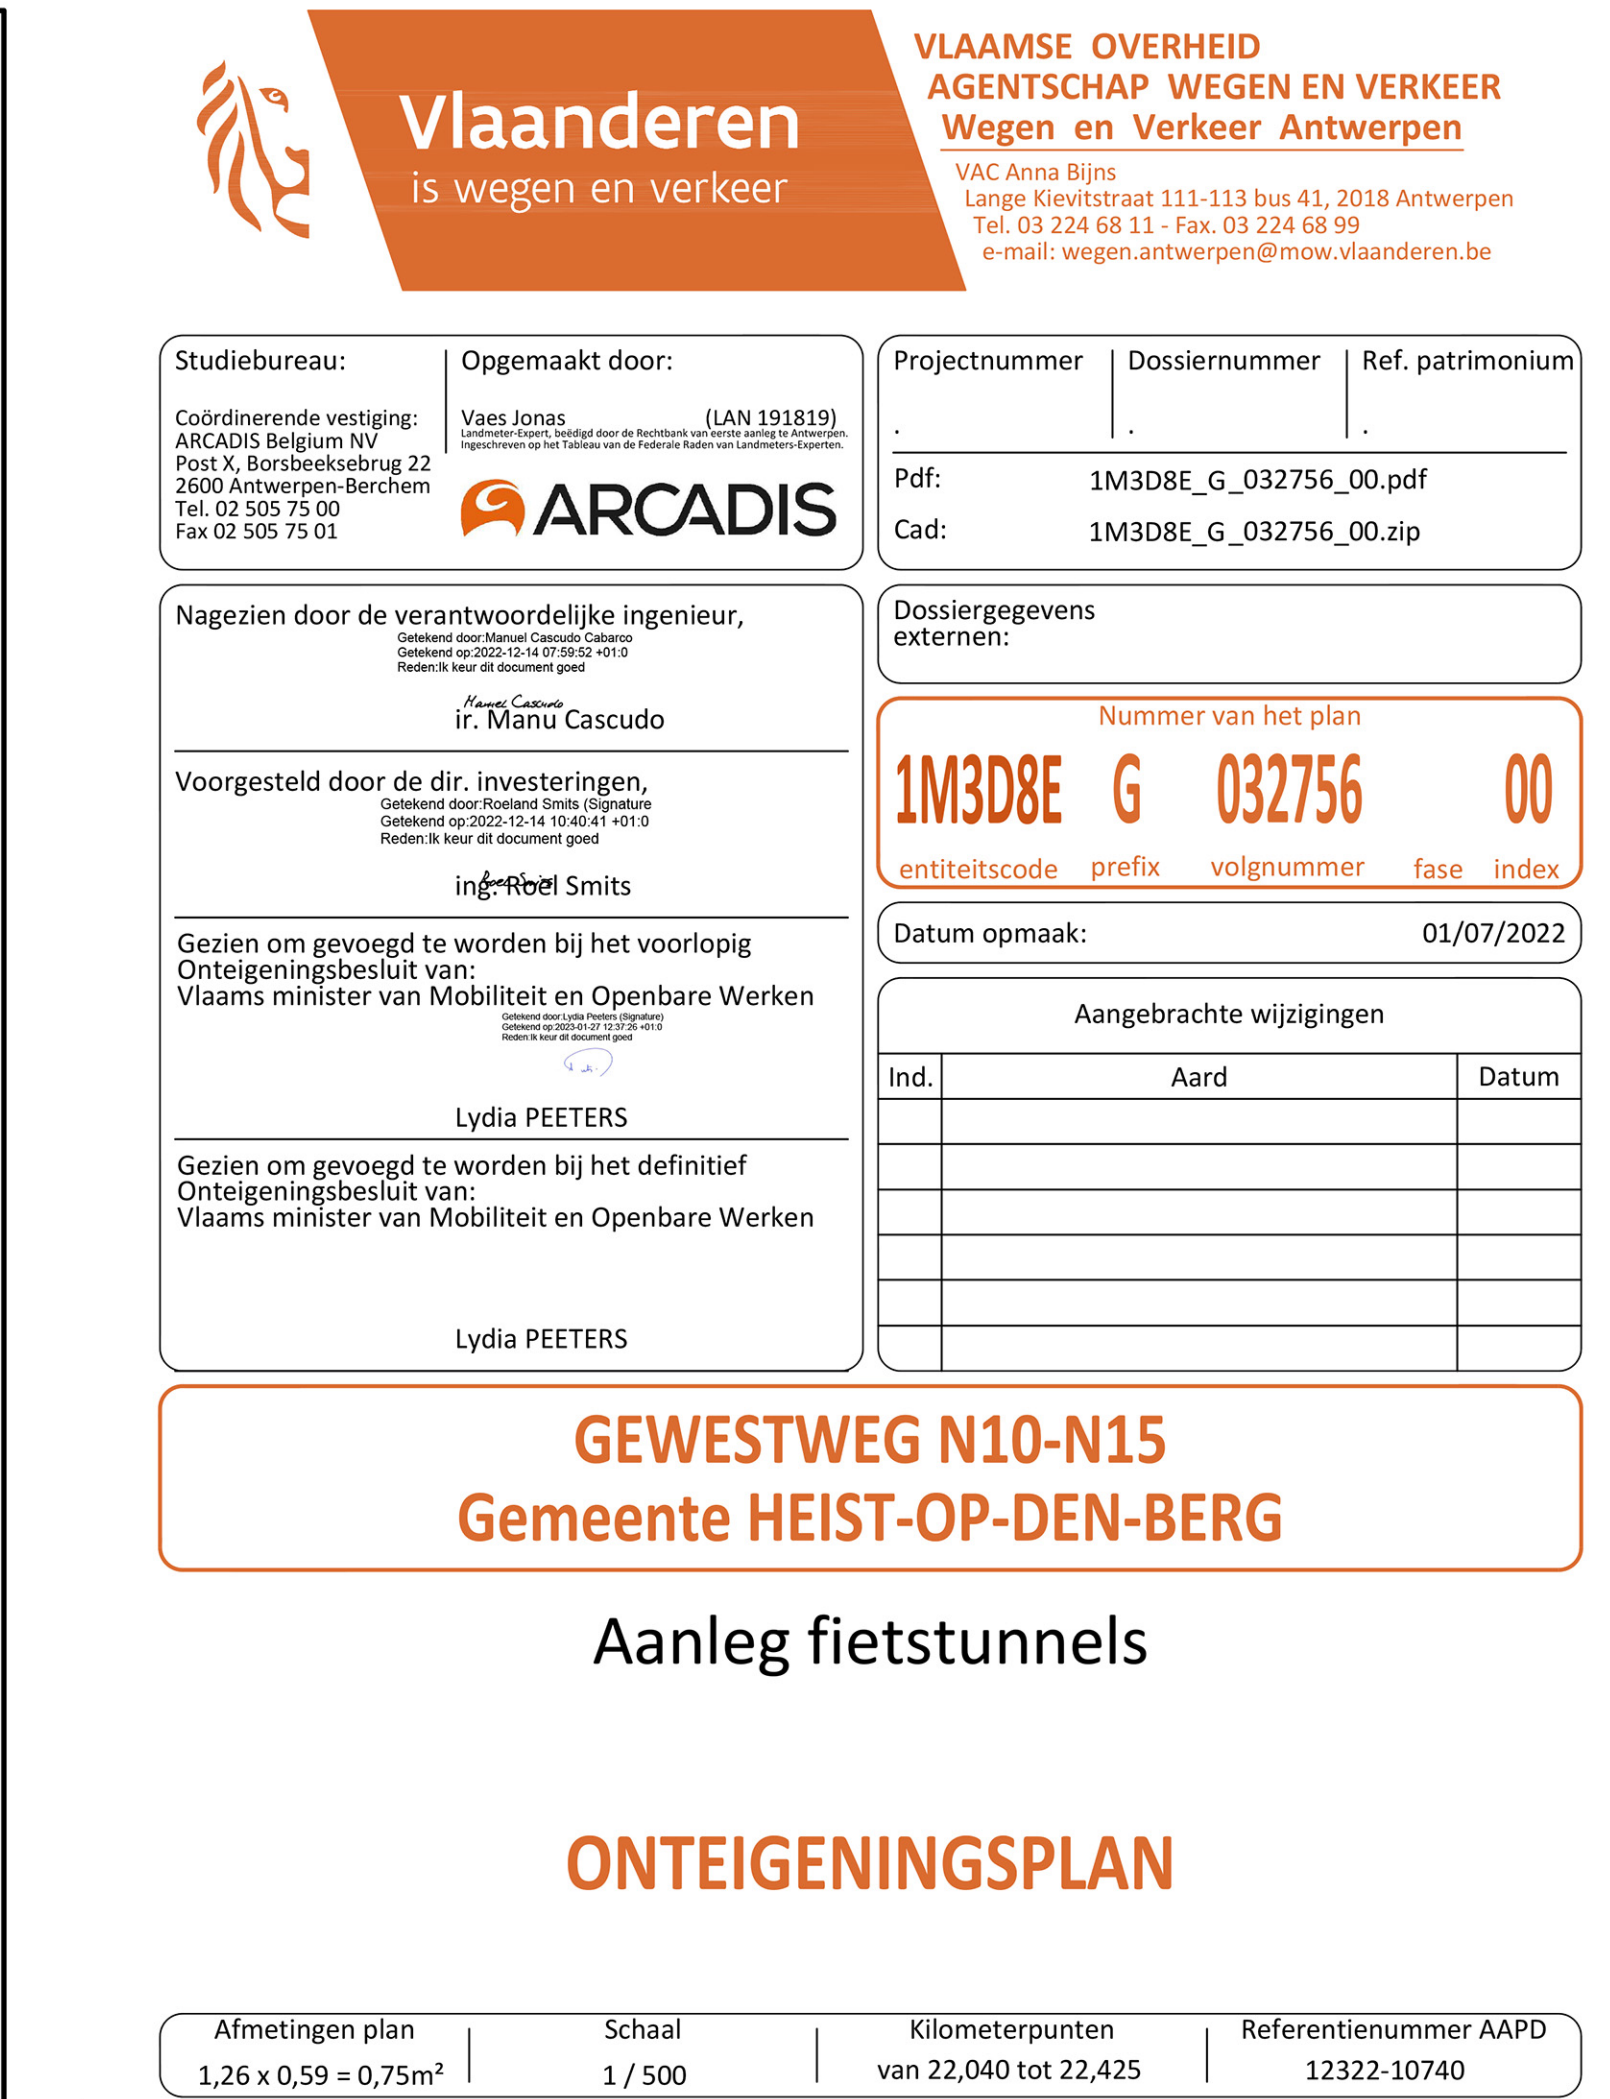 Vlaanderen
is wegen en verkeer
VLAAMSE OVERHEID
AGENTSCHAP WEGEN EN VERKEER
Wegen en Verkeer Antwerpen
VAC Anna Bijns
Lange Kievitstraat 111-113 bus 41, 2018 Antwerpen
Tel. 03 224 68 11 - Fax. 03 224 68 99
e-mail: wegen.antwerpen@mow.vlaanderen.be
Studiebureau:
Coördinerende vestiging:
ARCADIS Belgium NV
Post X, Borsbeeksebrug 22
2600 Antwerpen-Berchem
Tel. 02 505 75 00
Fax 02 505 75 01
Opgemaakt door:
Vaes Jonas (LAN 191819)
Landmeter-Expert, beëdigd door de Rechtbank van eerste aanleg te Antwerpen.
Ingeschreven op het Tableau van de Federale Raden van Landmeters-Experten.
ARCADIS
Projectnummer Dossiernummer Ref. patrimonium
. . .
Pdf: 1M3D8E_G_032756_00.pdf
Cad: 1M3D8E_G_032756_00.zip
Nagezien door de verantwoordelijke ingenieur,
Getekend door:Manuel Cascudo Cabarco
Getekend op:2022-12-14 07:59:52 +01:0
Reden:Ik keur dit document goed
Manuel Cascudo
ir. Manu Cascudo
Voorgesteld door de dir. investeringen,
Getekend door:Roeland Smits (Signature
Getekend op:2022-12-14 10:40:41 +01:0
Reden:Ik keur dit document goed
ing. Roel Smits
Gezien om gevoegd te worden bij het voorlopig
Onteigeningsbesluit van:
Vlaams minister van Mobiliteit en Openbare Werken
Getekend door:Lydia Peeters (Signature)
Getekend op:2023-01-27 12:37:26 +01:0
Reden:Ik keur dit document goed
Lydia PEETERS
Gezien om gevoegd te worden bij het definitief
Onteigeningsbesluit van:
Vlaams minister van Mobiliteit en Openbare Werken
Lydia PEETERS
Dossiergegevens
externen:
Nummer van het plan
1M3D8E G 032756 00
entiteitscode prefix volgnummer fase index
Datum opmaak: 01/07/2022
Aangebrachte wijzigingen
Ind. Aard Datum
GEWESTWEG N10-N15
Gemeente HEIST-OP-DEN-BERG
Aanleg fietstunnels
ONTEIGENINGSPLAN
Afmetingen plan Schaal Kilometerpunten Referentienummer AAPD
1,26 x 0,59 = 0,75m² 1 / 500 van 22,040 tot 22,425 12322-10740